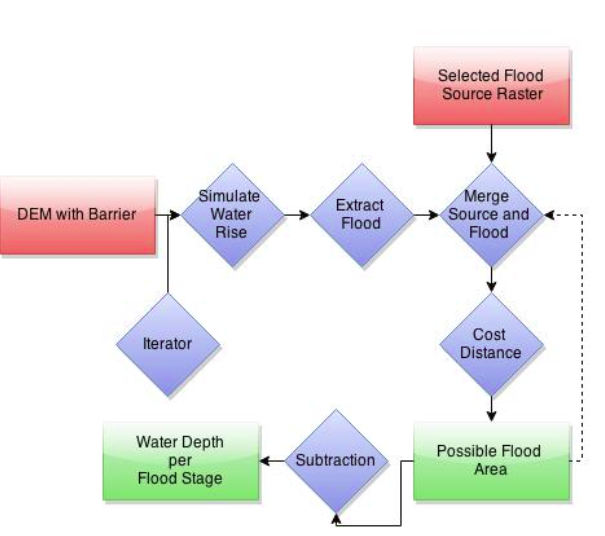 Selected Flood
Source Raster
DEM with Barrier
Simulate
Water
Rise
Extract
Flood
Merge
Source and
Flood
Iterator
Cost
Distance
Water Depth
per
Flood Stage
Subtraction
Possible Flood
Area